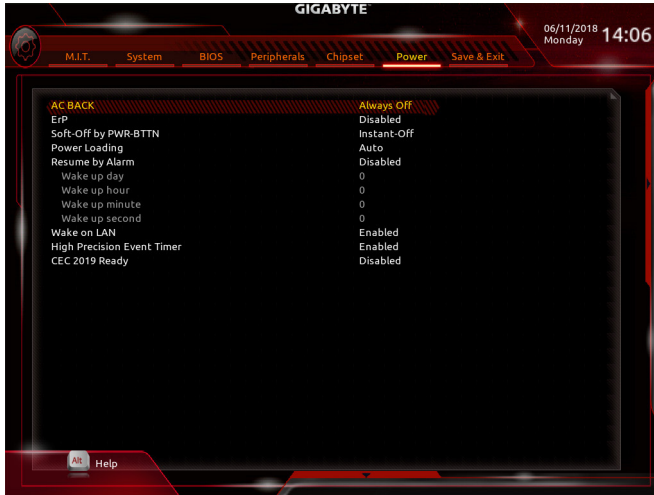 GIGABYTE
06/11/2018 Monday 14:06
M.I.T. System BIOS Peripherals Chipset Power Save & Exit
AC BACK Always Off
ErP Disabled
Soft-Off by PWR-BTTN Instant-Off
Power Loading Auto
Resume by Alarm Disabled
Wake up day 0
Wake up hour 0
Wake up minute 0
Wake up second 0
Wake on LAN Enabled
High Precision Event Timer Enabled
CEC 2019 Ready Disabled
Alt Help